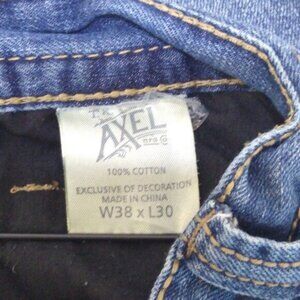 AXEL
100% COTTON
EXCLUSIVE OF DECORATION
MADE IN CHINA
W38 x L30